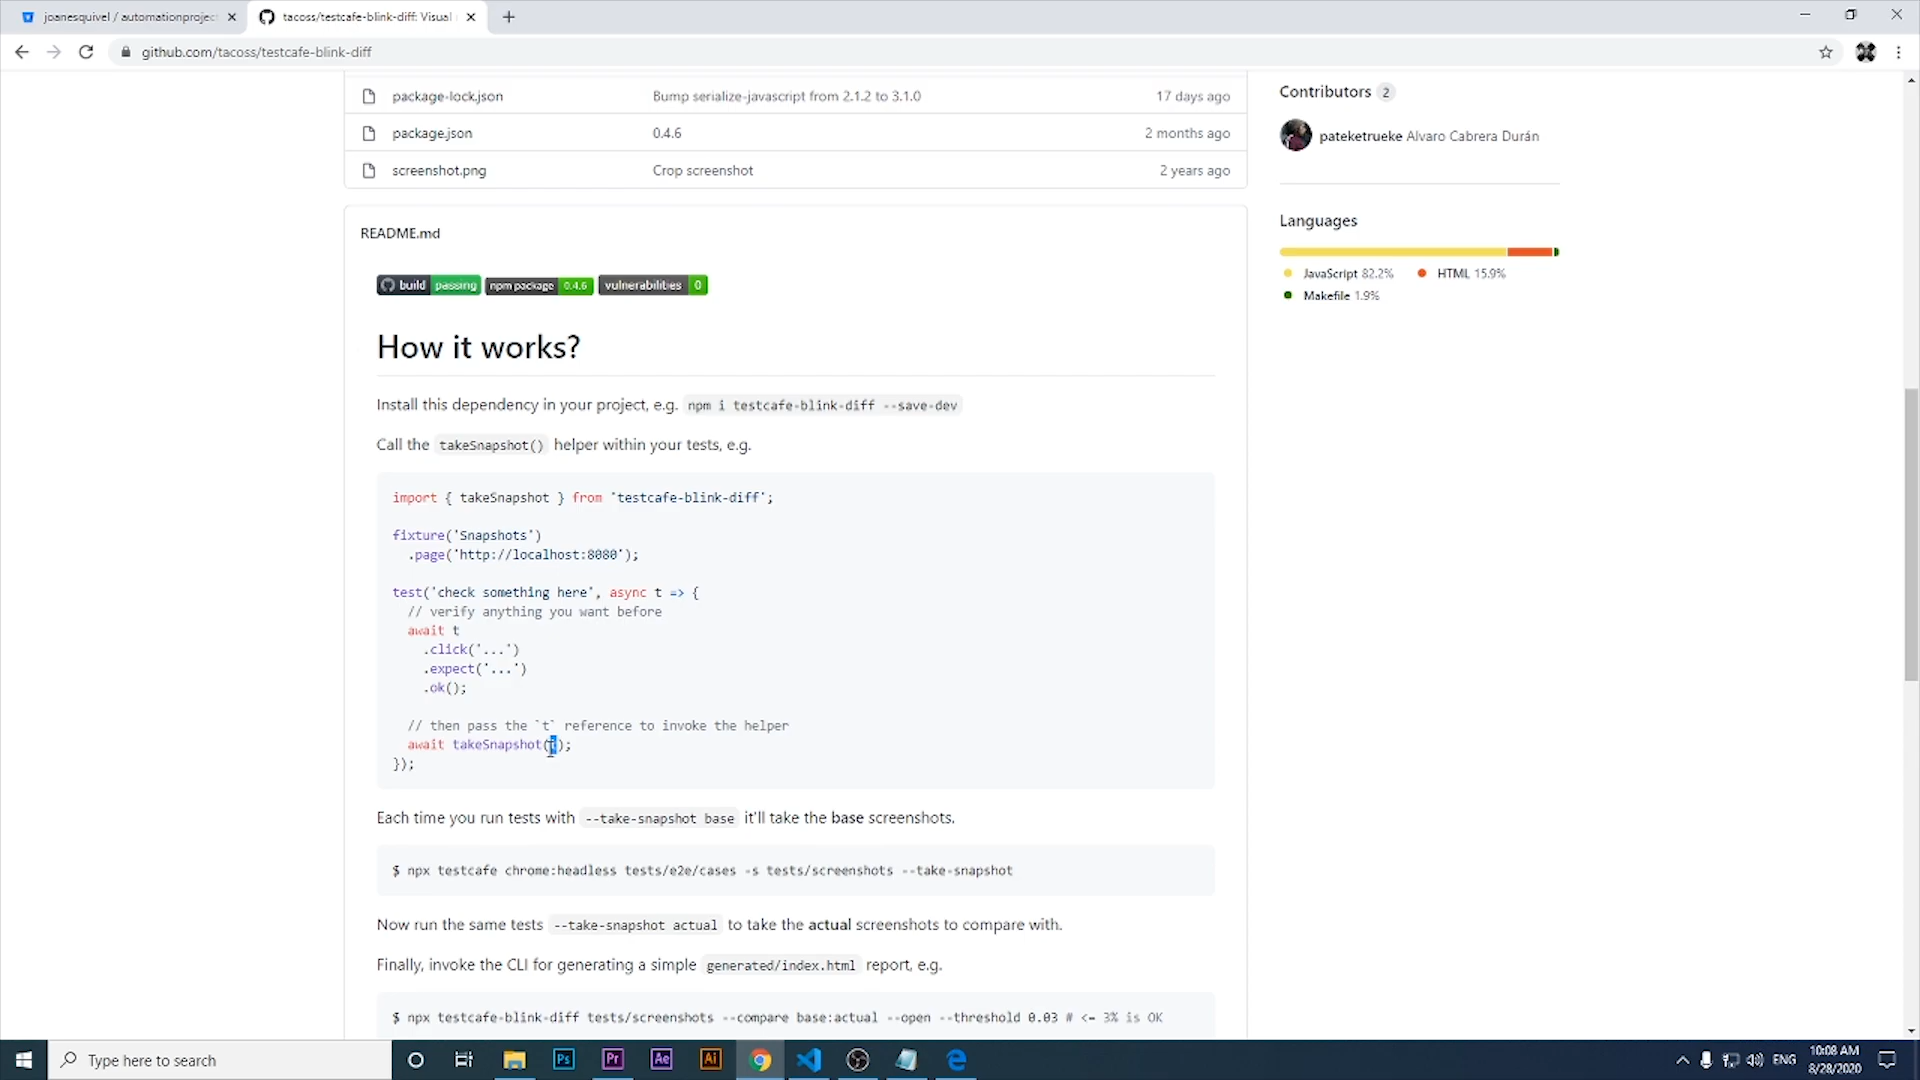 joanesquivel / automationprojec
tacoss/testcafe-blink-diff: Visual
github.com/tacoss/testcafe-blink-diff
package-lock.json Bump serialize-javascript from 2.1.2 to 3.1.0 17 days ago
package.json 0.4.6 2 months ago
screenshot.png Crop screenshot 2 years ago
Contributors 2
pateketrueke Alvaro Cabrera Durán
Languages
JavaScript 82.2% HTML 15.9%
Makefile 1.9%
README.md
build passing npm package 0.4.6 vulnerabilities 0
How it works?
Install this dependency in your project, e.g. npm i testcafe-blink-diff --save-dev
Call the takeSnapshot() helper within your tests, e.g.
import { takeSnapshot } from 'testcafe-blink-diff';
fixture('Snapshots')
.page('http://localhost:8080');
test('check something here', async t => {
// verify anything you want before
await t
.click('...')
.expect('...')
.ok();
// then pass the `t` reference to invoke the helper
await takeSnapshot(t);
});
Each time you run tests with --take-snapshot base it'll take the base screenshots.
$ npx testcafe chrome:headless tests/e2e/cases -s tests/screenshots --take-snapshot
Now run the same tests --take-snapshot actual to take the actual screenshots to compare with.
Finally, invoke the CLI for generating a simple generated/index.html report, e.g.
$ npx testcafe-blink-diff tests/screenshots --compare base:actual --open --threshold 0.03 # <= 3% is OK
Type here to search
Ps
Pr
Ae
Ai
ENG
10:08 AM
8/28/2020